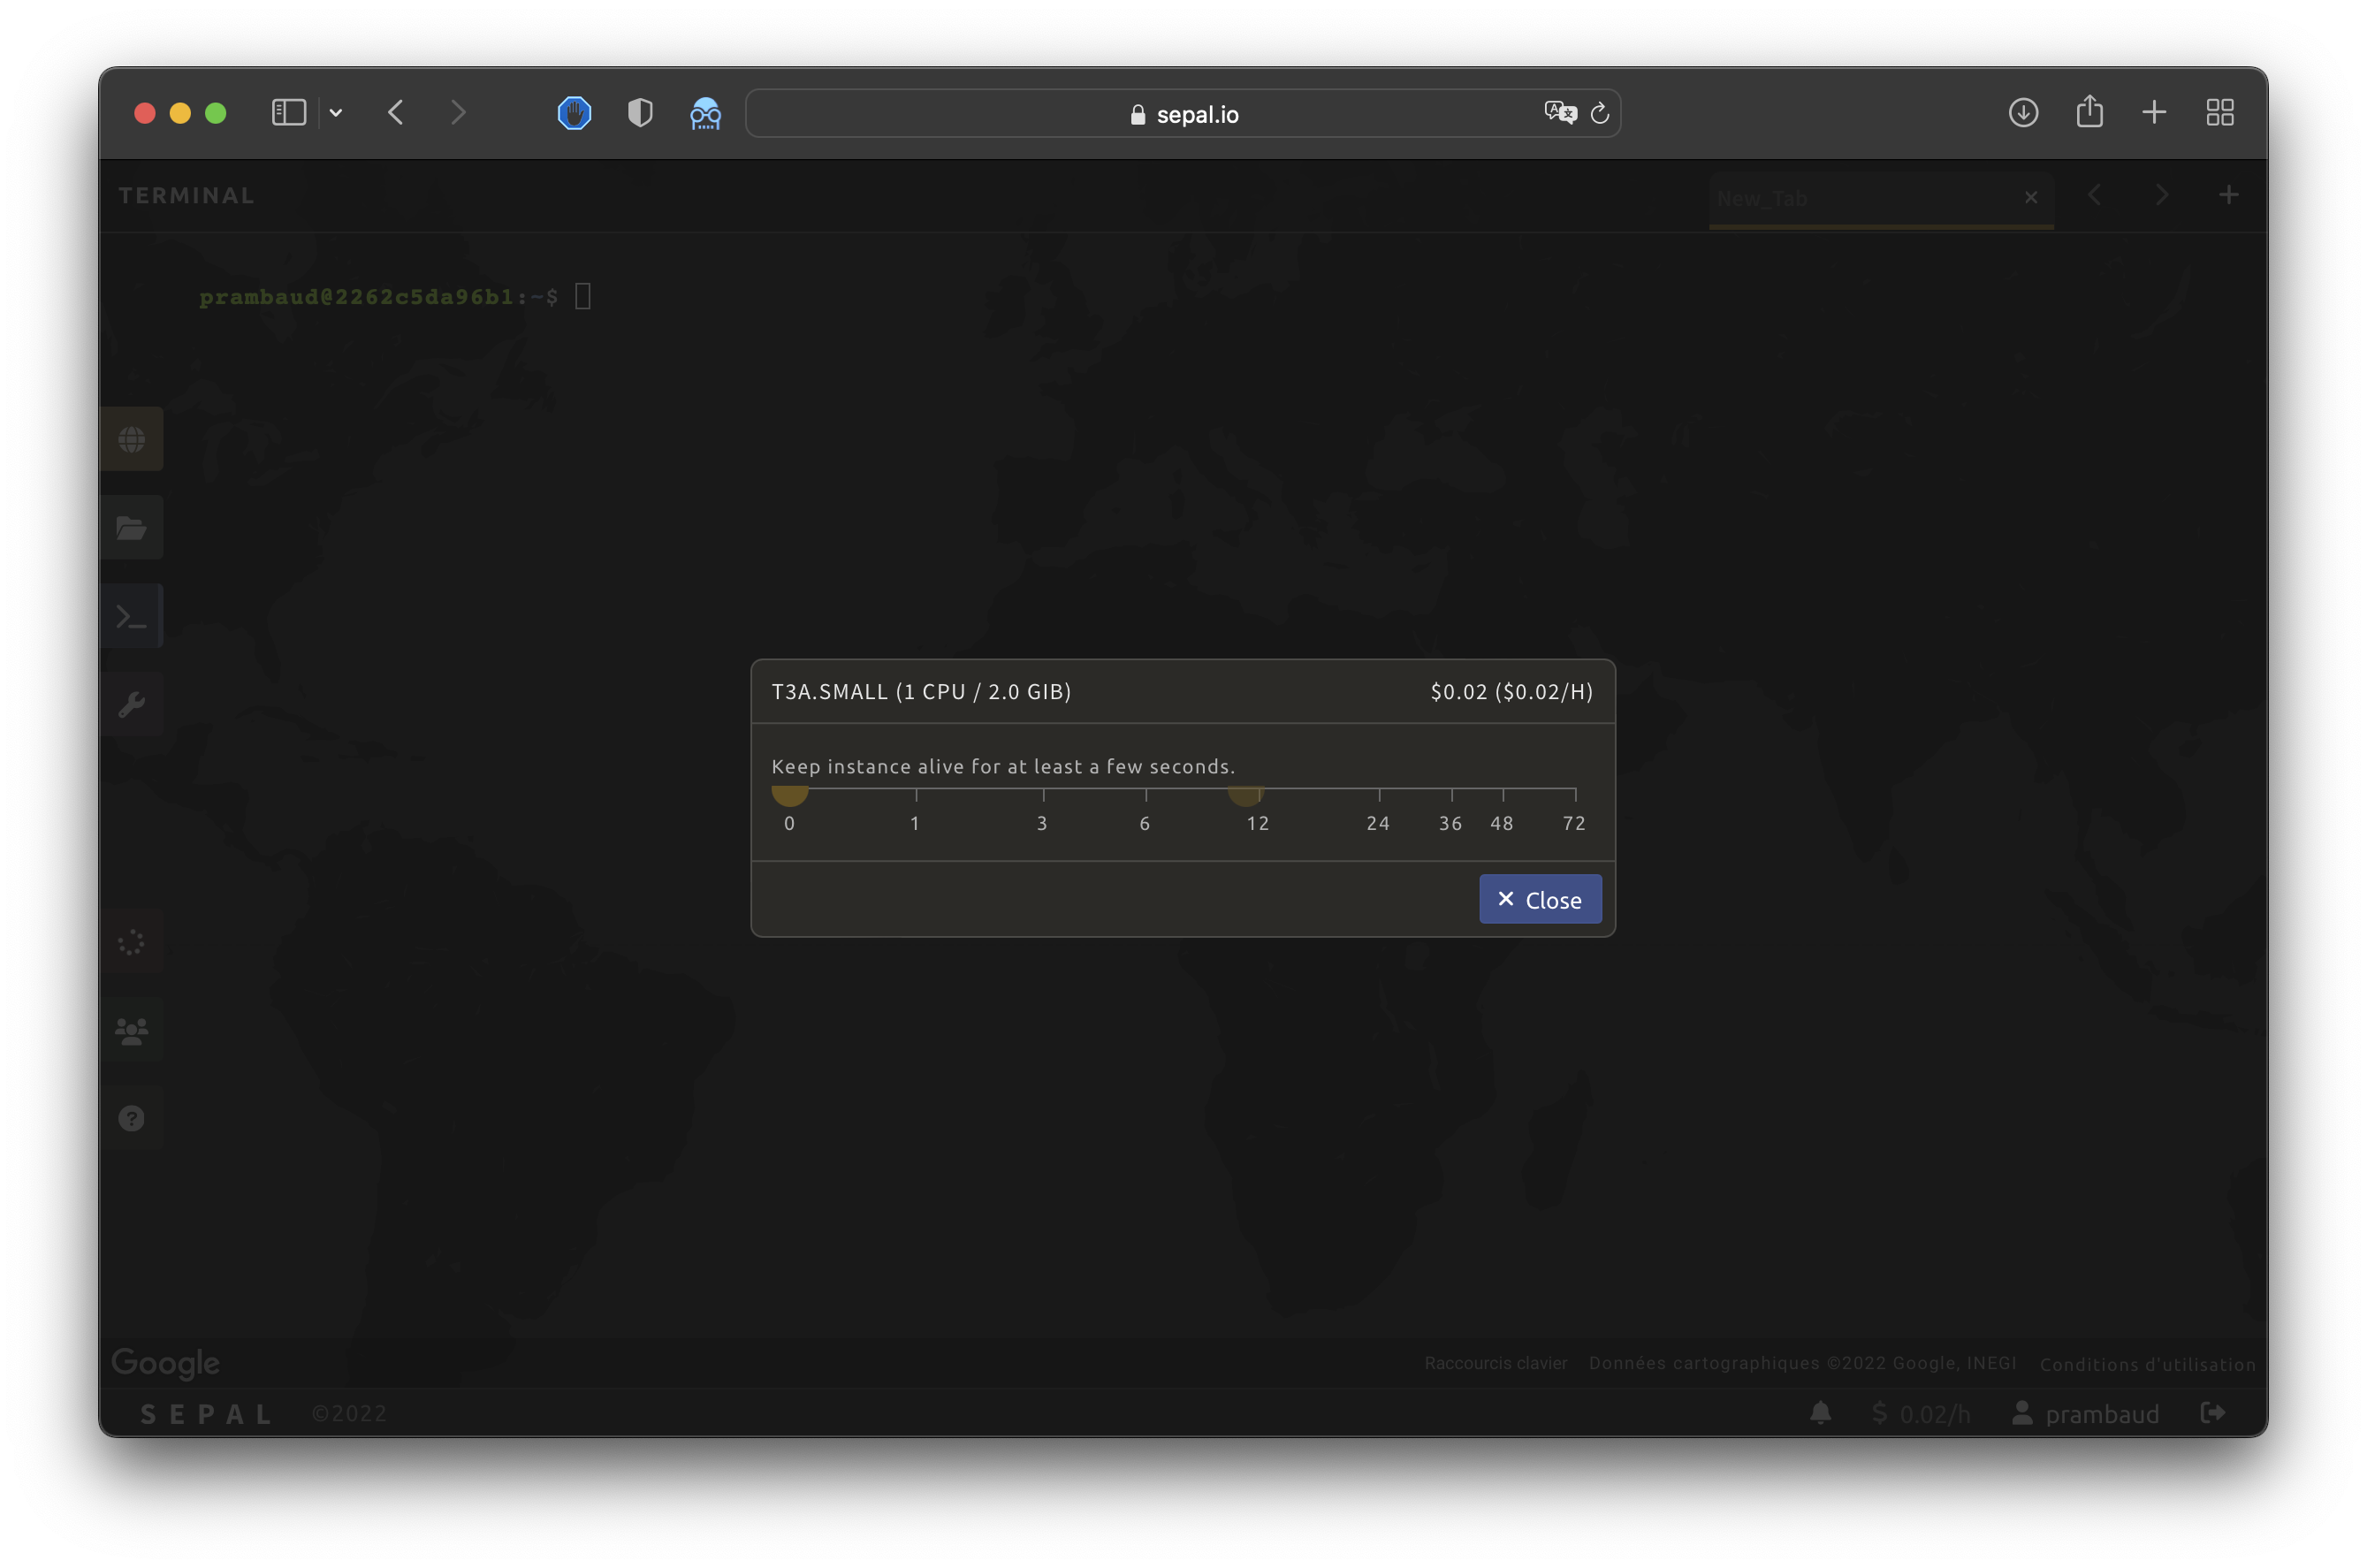 sepal.io
TERMINAL
New_Tab
prambaud@2262c5da96b1:~$
T3A.SMALL (1 CPU / 2.0 GIB) $0.02 ($0.02/H)
Keep instance alive for at least a few seconds.
0 1 3 6 12 24 36 48 72
Close
Google
Raccourcis clavier Données cartographiques ©2022 Google, INEGI Conditions d'utilisation
SEPAL ©2022 $ 0.02/h prambaud